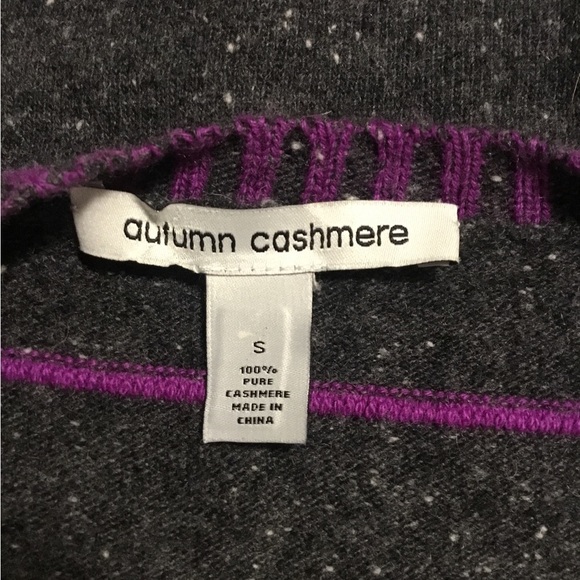 autumn cashmere
S
100%
PURE
CASHMERE
MADE IN
CHINA